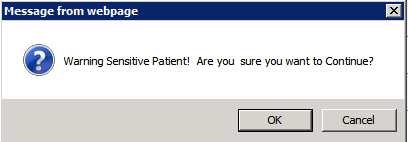 Message from webpage
Warning Sensitive Patient!  Are you  sure you want to Continue?
OK
Cancel